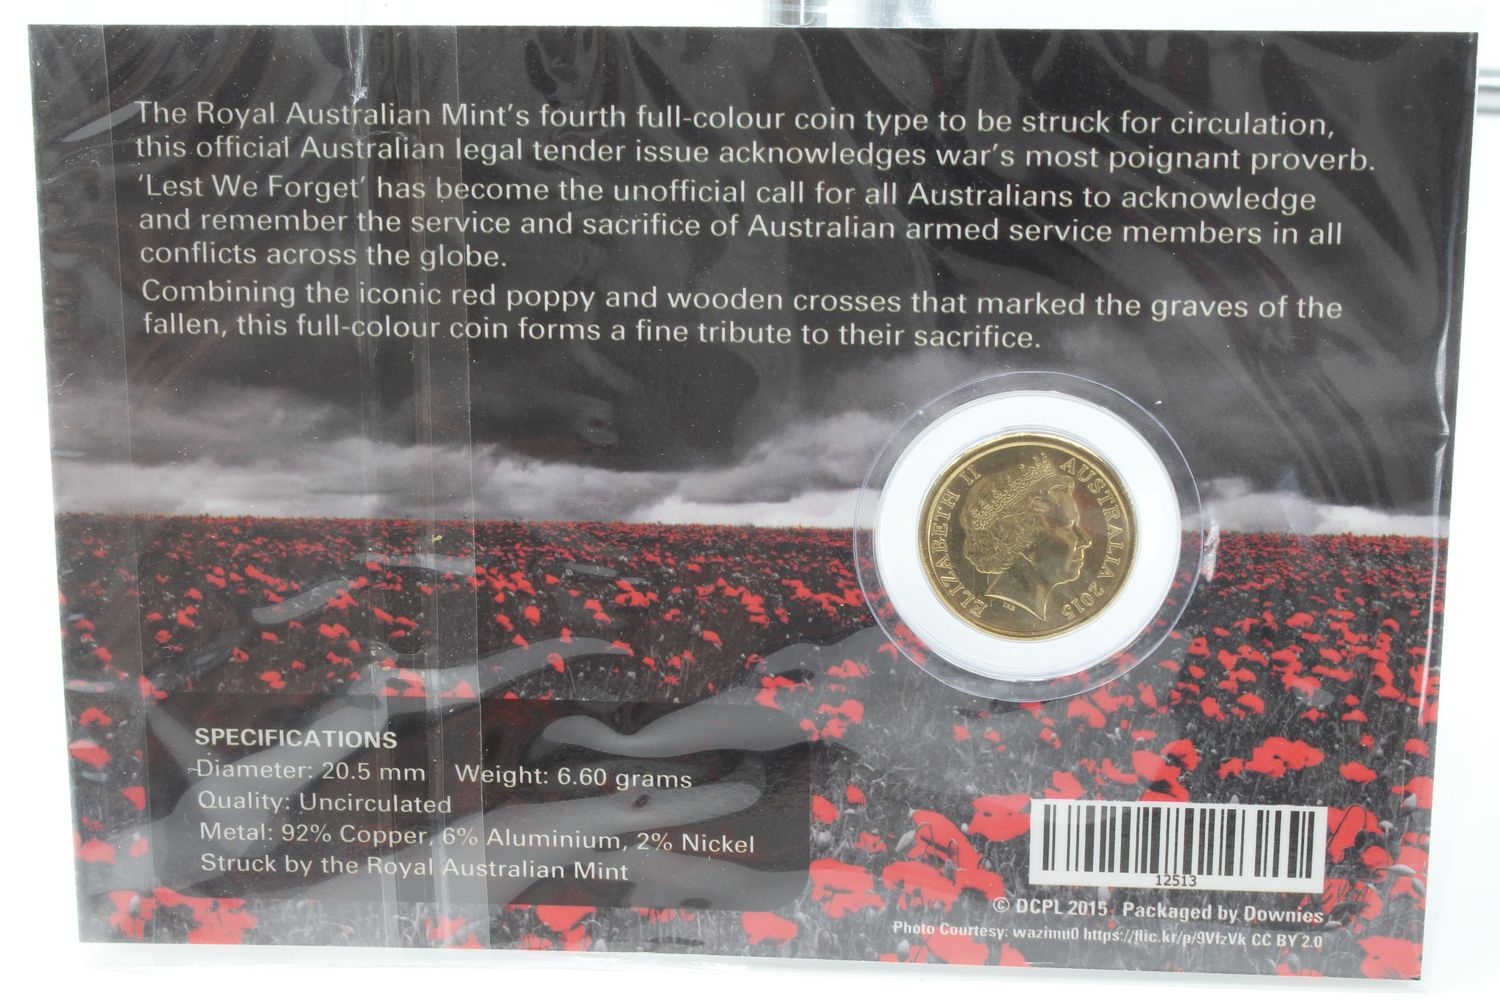 The Royal Australian Mint's fourth full-colour coin type to be struck for circulation,
this official Australian legal tender issue acknowledges war's most poignant proverb.
'Lest We Forget' has become the unofficial call for all Australians to acknowledge
and remember the service and sacrifice of Australian armed service members in all
conflicts across the globe.
Combining the iconic red poppy and wooden crosses that marked the graves of the
fallen, this full-colour coin forms a fine tribute to their sacrifice.
ELIZABETH II AUSTRALIA 2015
IRB
SPECIFICATIONS
Diameter: 20.5 mm Weight: 6.60 grams
Quality: Uncirculated
Metal: 92% Copper, 6% Aluminium, 2% Nickel
Struck by the Royal Australian Mint
12513
© DCPL 2015 Packaged by Downies
Photo Courtesy: wazimu0 https://flic.kr/p/9VfzVk CC BY 2.0